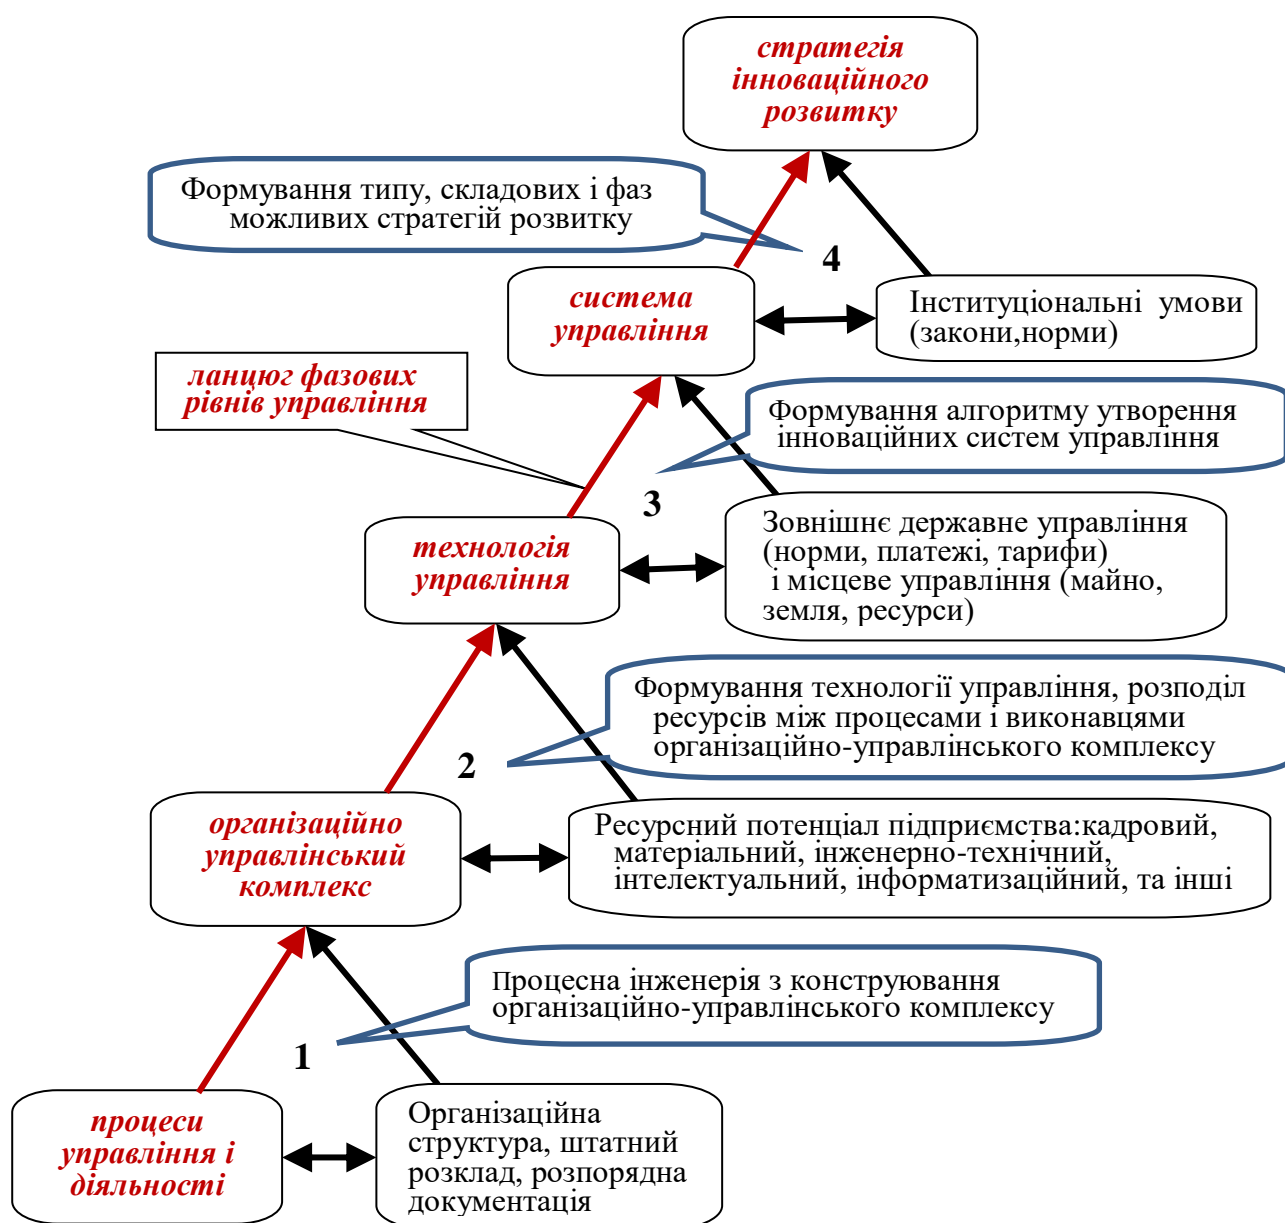 стратегія
інноваційного
розвитку
Формування типу, складових і фаз
можливих стратегій розвитку
4
система
управління
Інституціональні умови
(закони,норми)
ланцюг фазових
рівнів управління
Формування алгоритму утворення
інноваційних систем управління
3
технологія
управління
Зовнішнє державне управління
(норми, платежі, тарифи)
і місцеве управління (майно,
земля, ресурси)
Формування технології управління, розподіл
ресурсів між процесами і виконавцями
організаційно-управлінського комплексу
2
організаційно
управлінський
комплекс
Ресурсний потенціал підприємства:кадровий,
матеріальний, інженерно-технічний,
інтелектуальний, інформатизаційний, та інші
Процесна інженерія з конструювання
організаційно-управлінського комплексу
1
процеси
управління і
діяльності
Організаційна
структура, штатний
розклад, розпорядна
документація